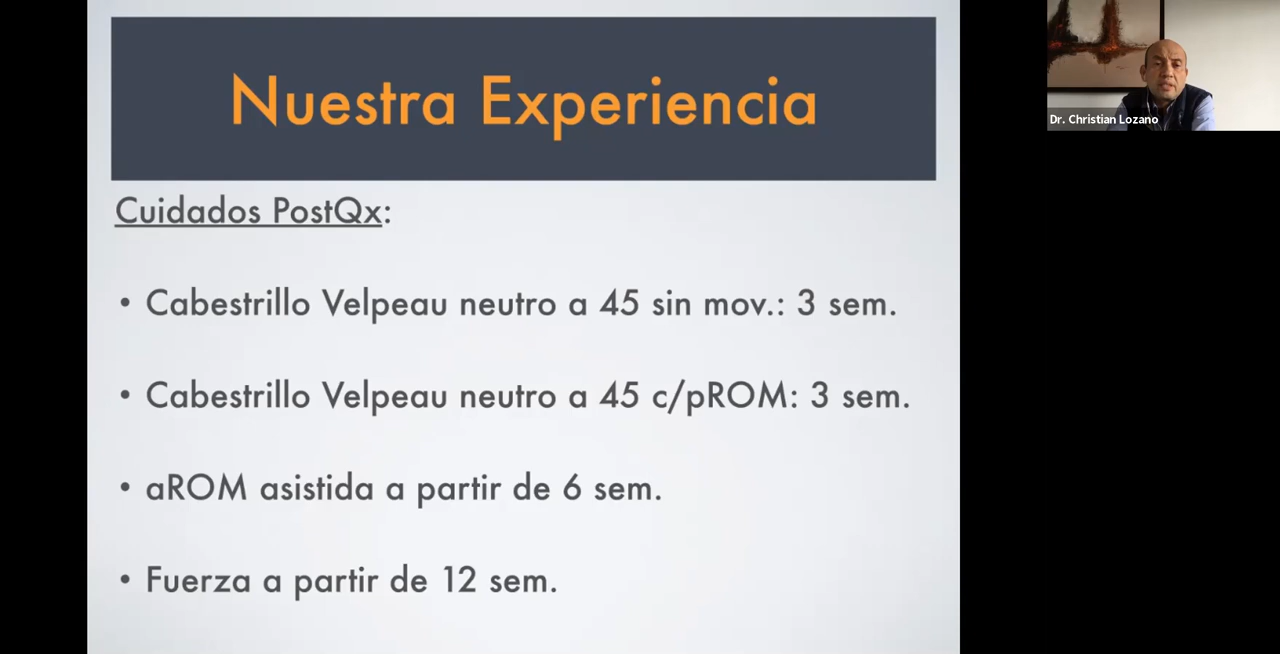 Nuestra Experiencia
Cuidados PostQx:
• Cabestrillo Velpeau neutro a 45 sin mov.: 3 sem.
• Cabestrillo Velpeau neutro a 45 c/pROM: 3 sem.
• aROM asistida a partir de 6 sem.
• Fuerza a partir de 12 sem.
Dr. Christian Lozano